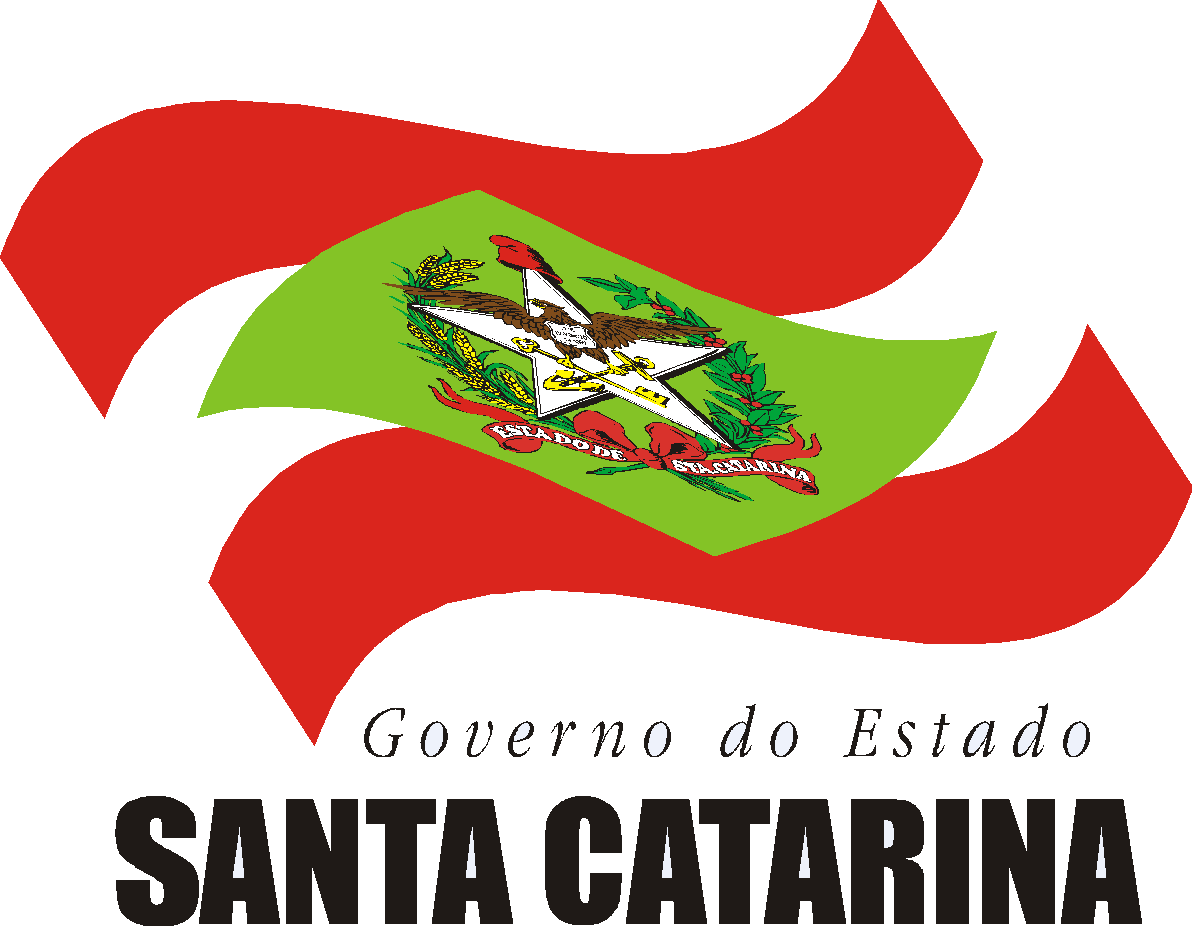 ESTADO DE STA.CATARINA
Governo do Estado
SANTA CATARINA